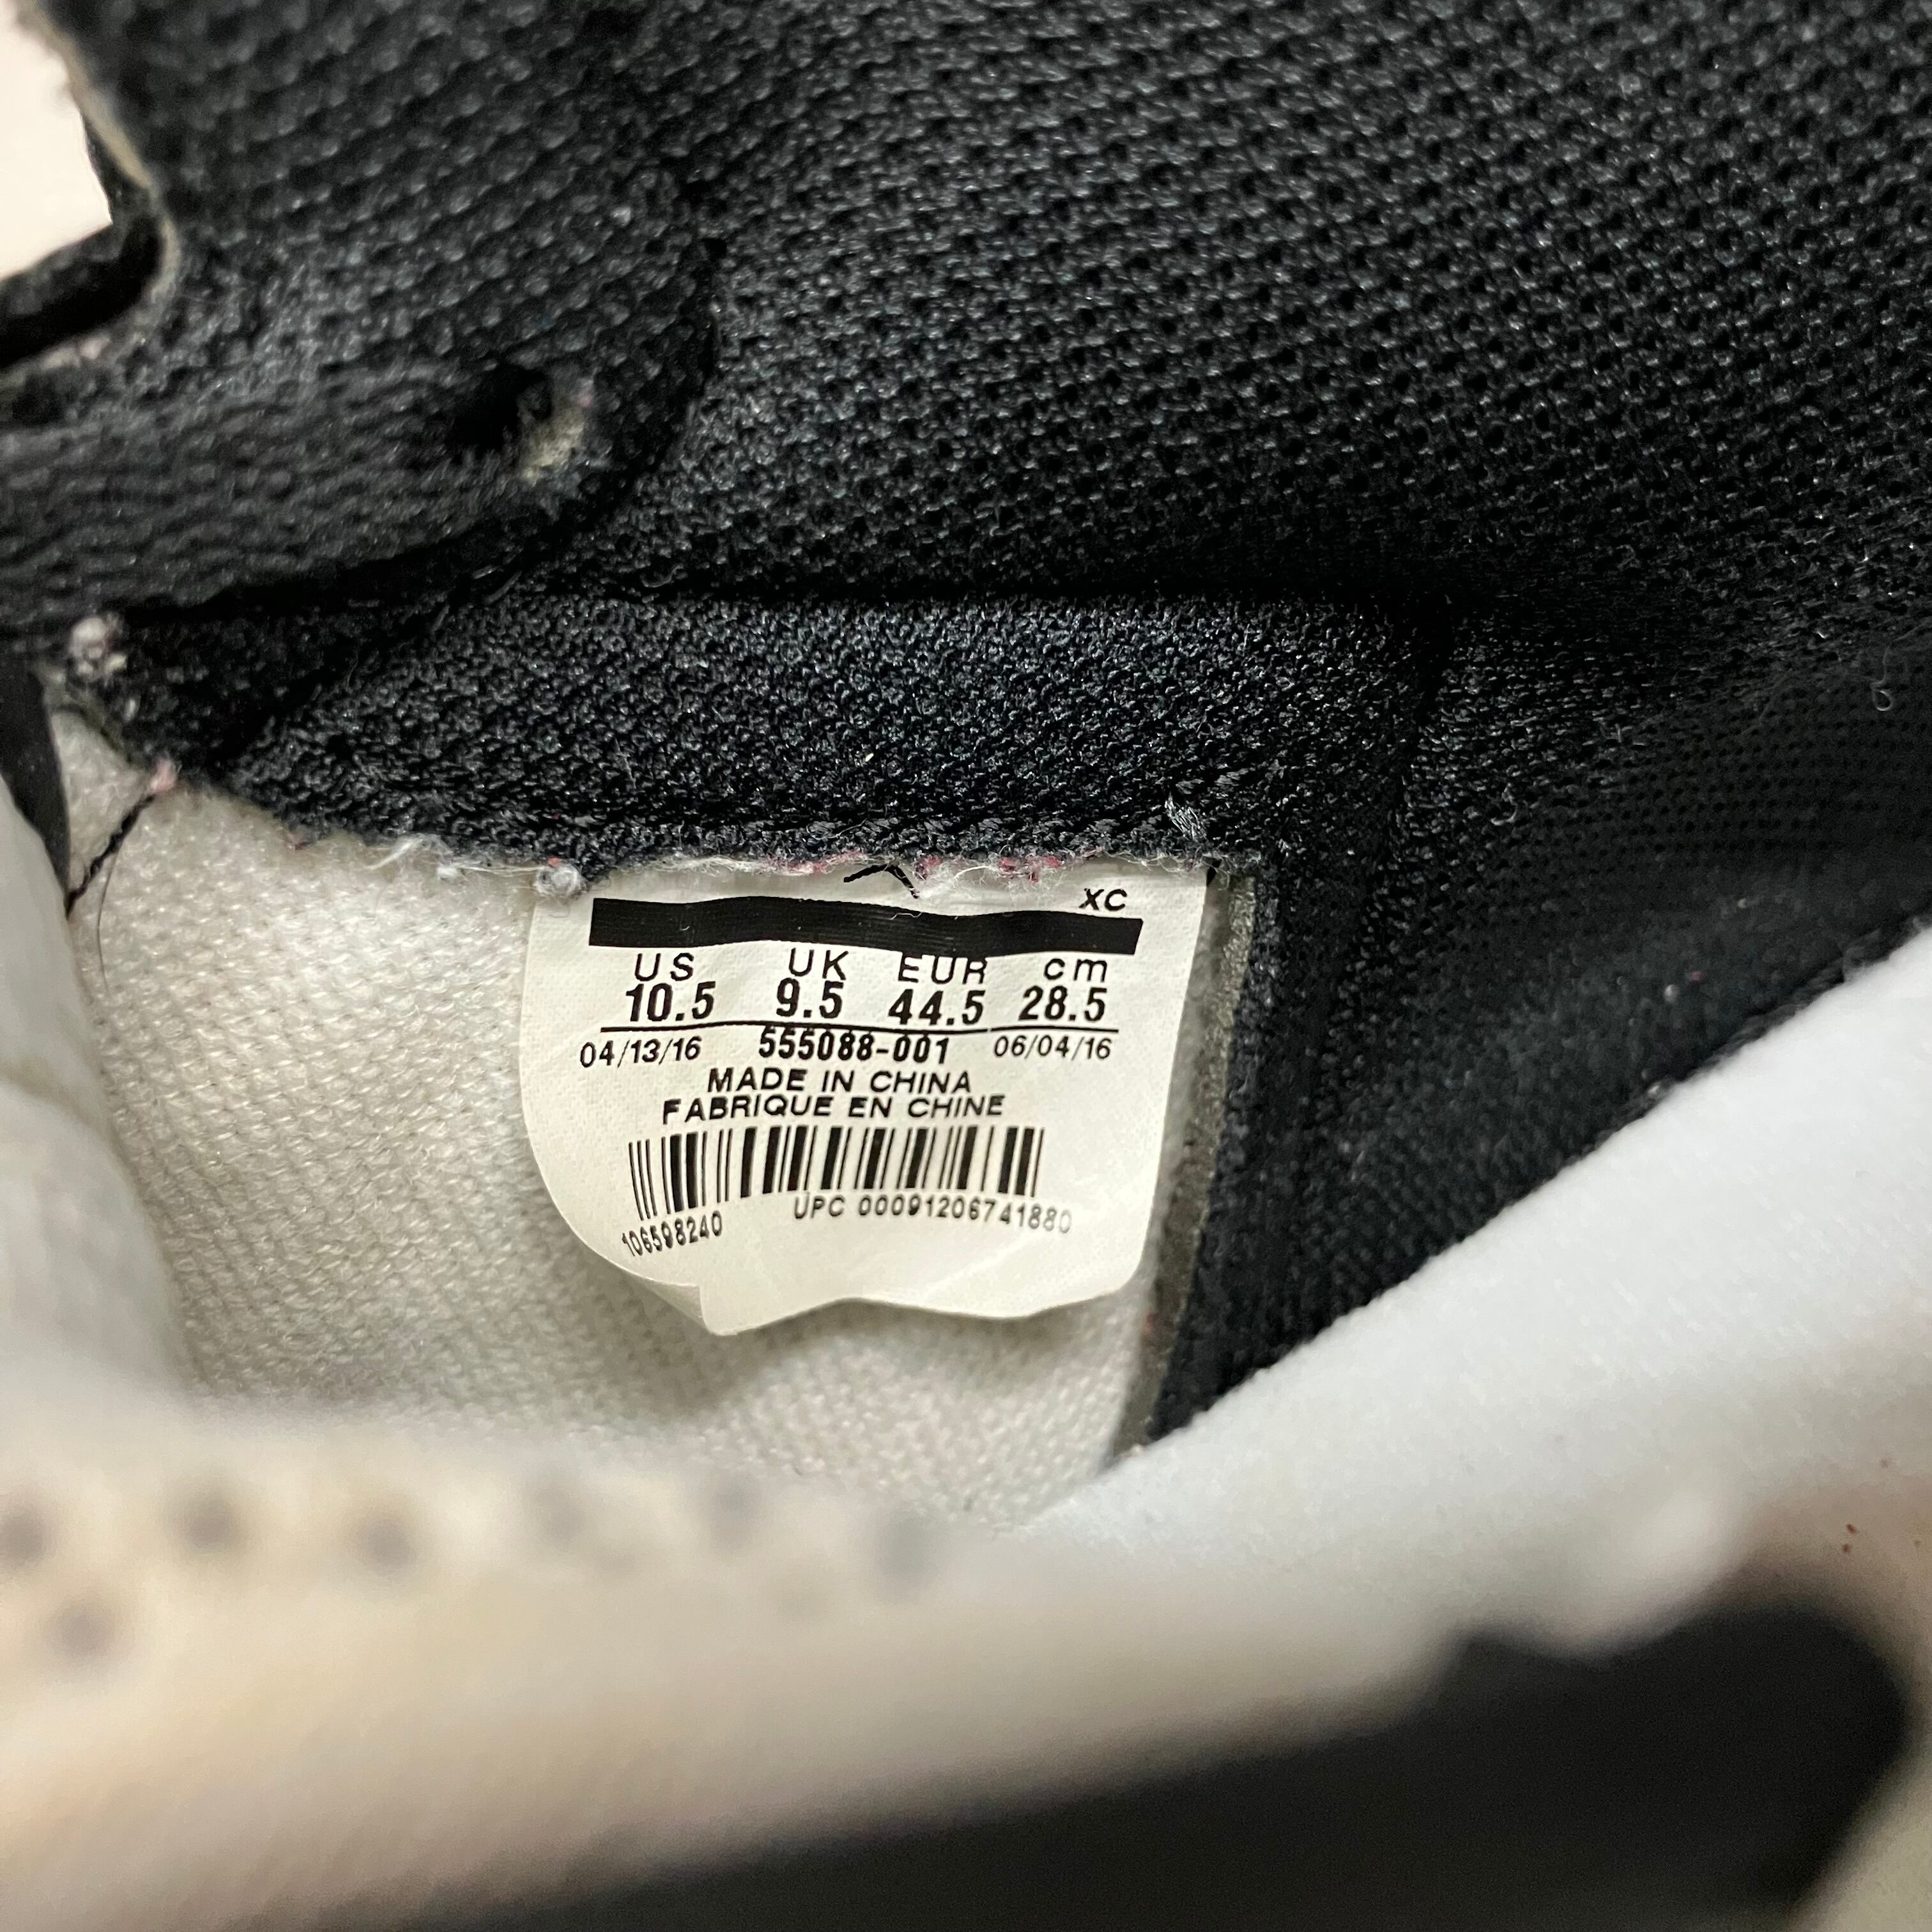 XC
US UK EUR cm
10.5 9.5 44.5 28.5
04/13/16 555088-001 06/04/16
MADE IN CHINA
FABRIQUE EN CHINE
106598240 UPC 00091206741880